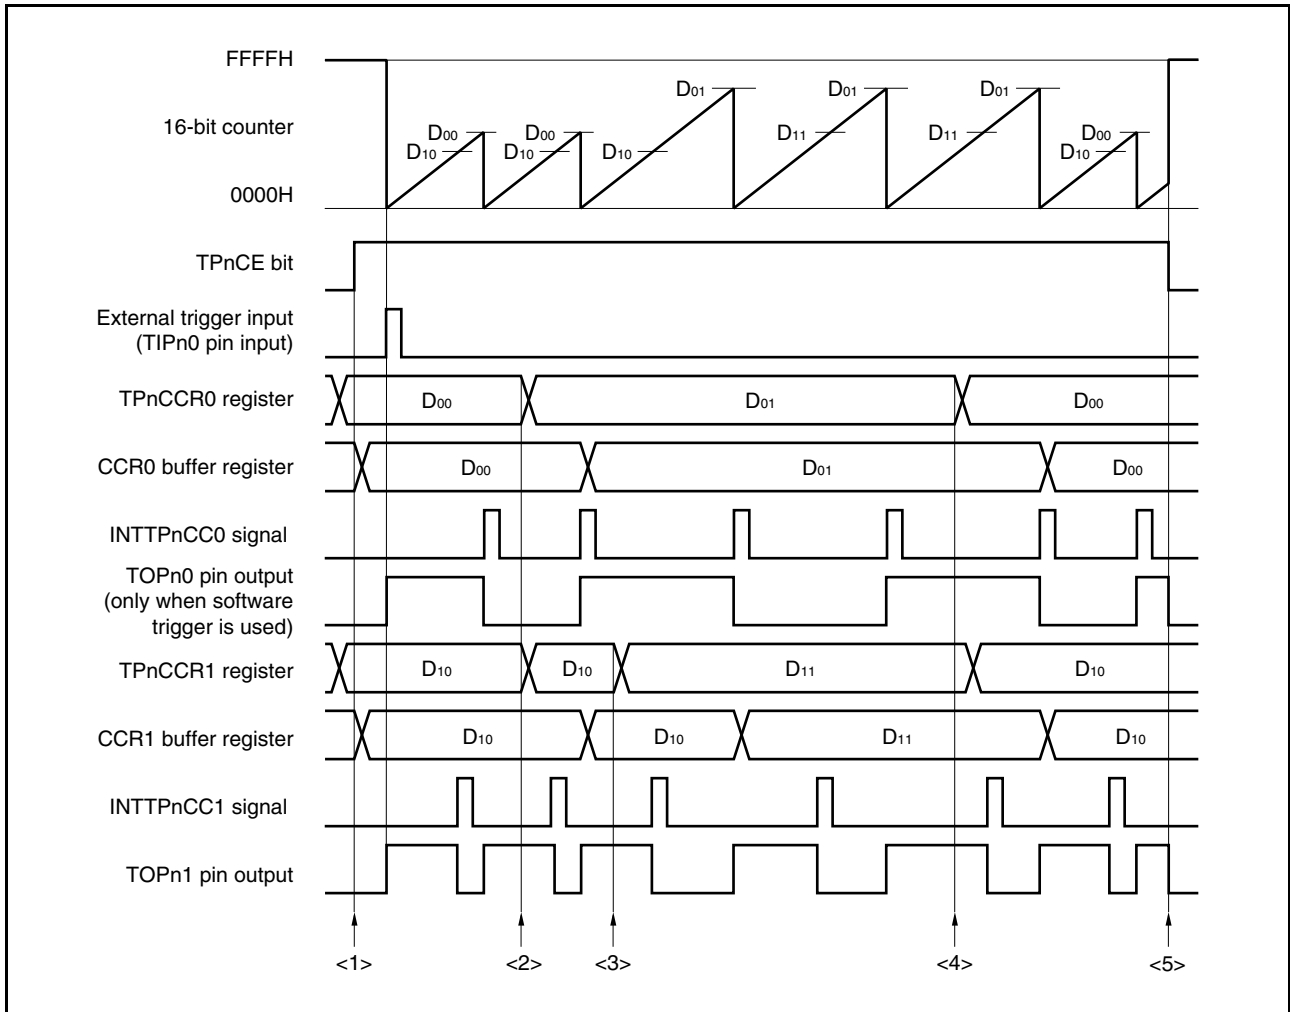 FFFFH
16-bit counter
0000H
D00 D10 D00 D10 D01 D10 D01 D11 D01 D11 D00 D10
TPnCE bit
External trigger input
(TIPn0 pin input)
TPnCCR0 register D00 D01 D00
CCR0 buffer register D00 D01 D00
INTTPnCC0 signal
TOPn0 pin output
(only when software
trigger is used)
TPnCCR1 register D10 D10 D11 D10
CCR1 buffer register D10 D10 D11 D10
INTTPnCC1 signal
TOPn1 pin output
<1> <2> <3> <4> <5>